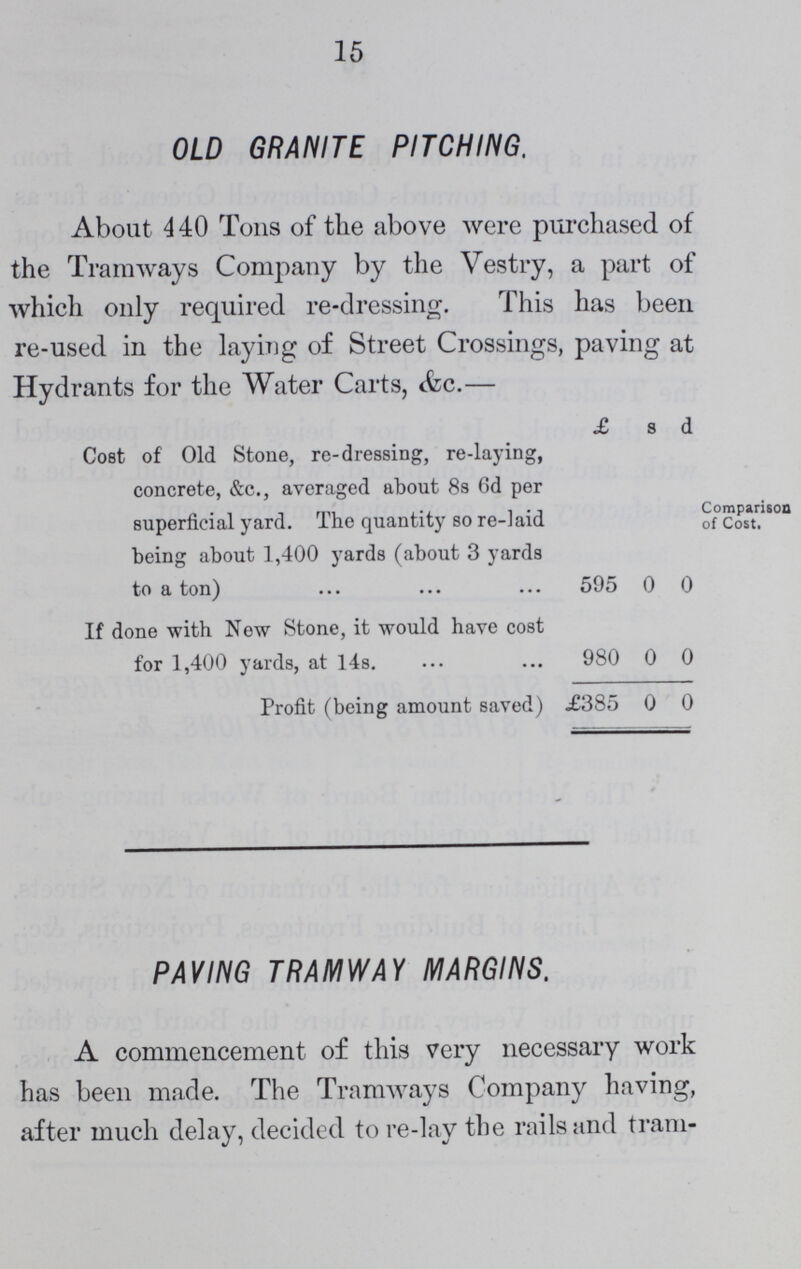 15
OLD GRANITE PITCHING.
About 440 Tons of the above were purchased of
the Tramways Company by the Vestry, a part of
which only required re-dressing. This has been
re-used in the laying of Street Crossings, paving at
Hydrants for the Water Carts, &c.—
£ s d
Cost of Old Stone, re-dressing, re-laying,
concrete, &c., averaged about 8s 6d per
superficial yard. The quantity so re-laid
being about 1,400 yards (about 3 yards
to a ton) ... ... ... 595 0 0
Comparison
of Cost.
If done with New Stone, it would have cost
for 1,400 yards, at 14s. ... ... 980 0 0
Profit (being amount saved) £385 0 0
PAVING TRAMWAY MARGINS.
A commencement of this very necessary work
has been made. The Tramways Company having,
after much delay, decided to re-lay the rails and tram-